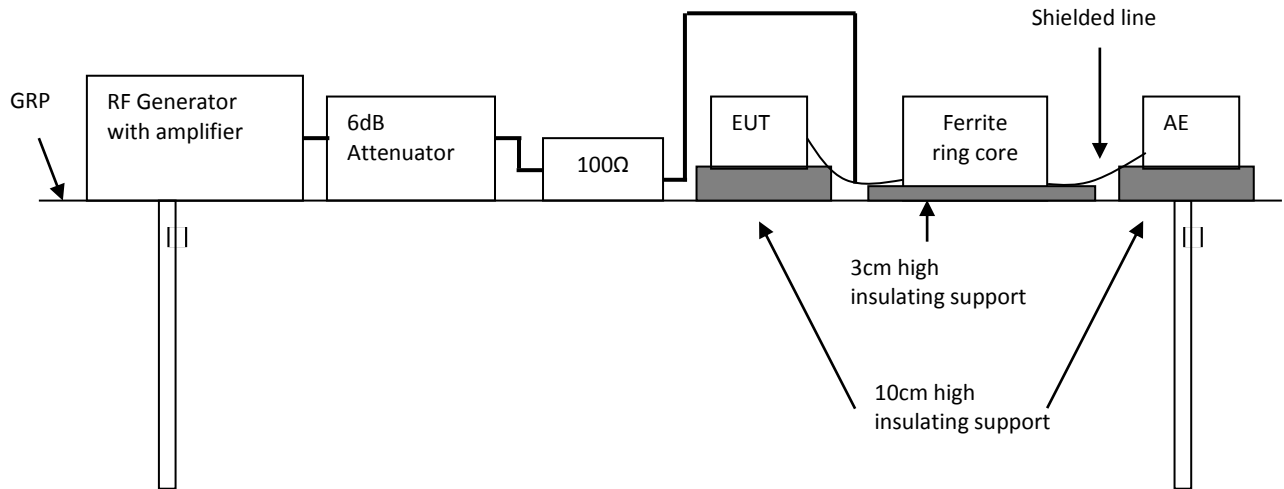 Shielded line
GRP
RF Generator
with amplifier
6dB
Attenuator
100Ω
EUT
Ferrite
ring core
AE
3cm high
insulating support
10cm high
insulating support